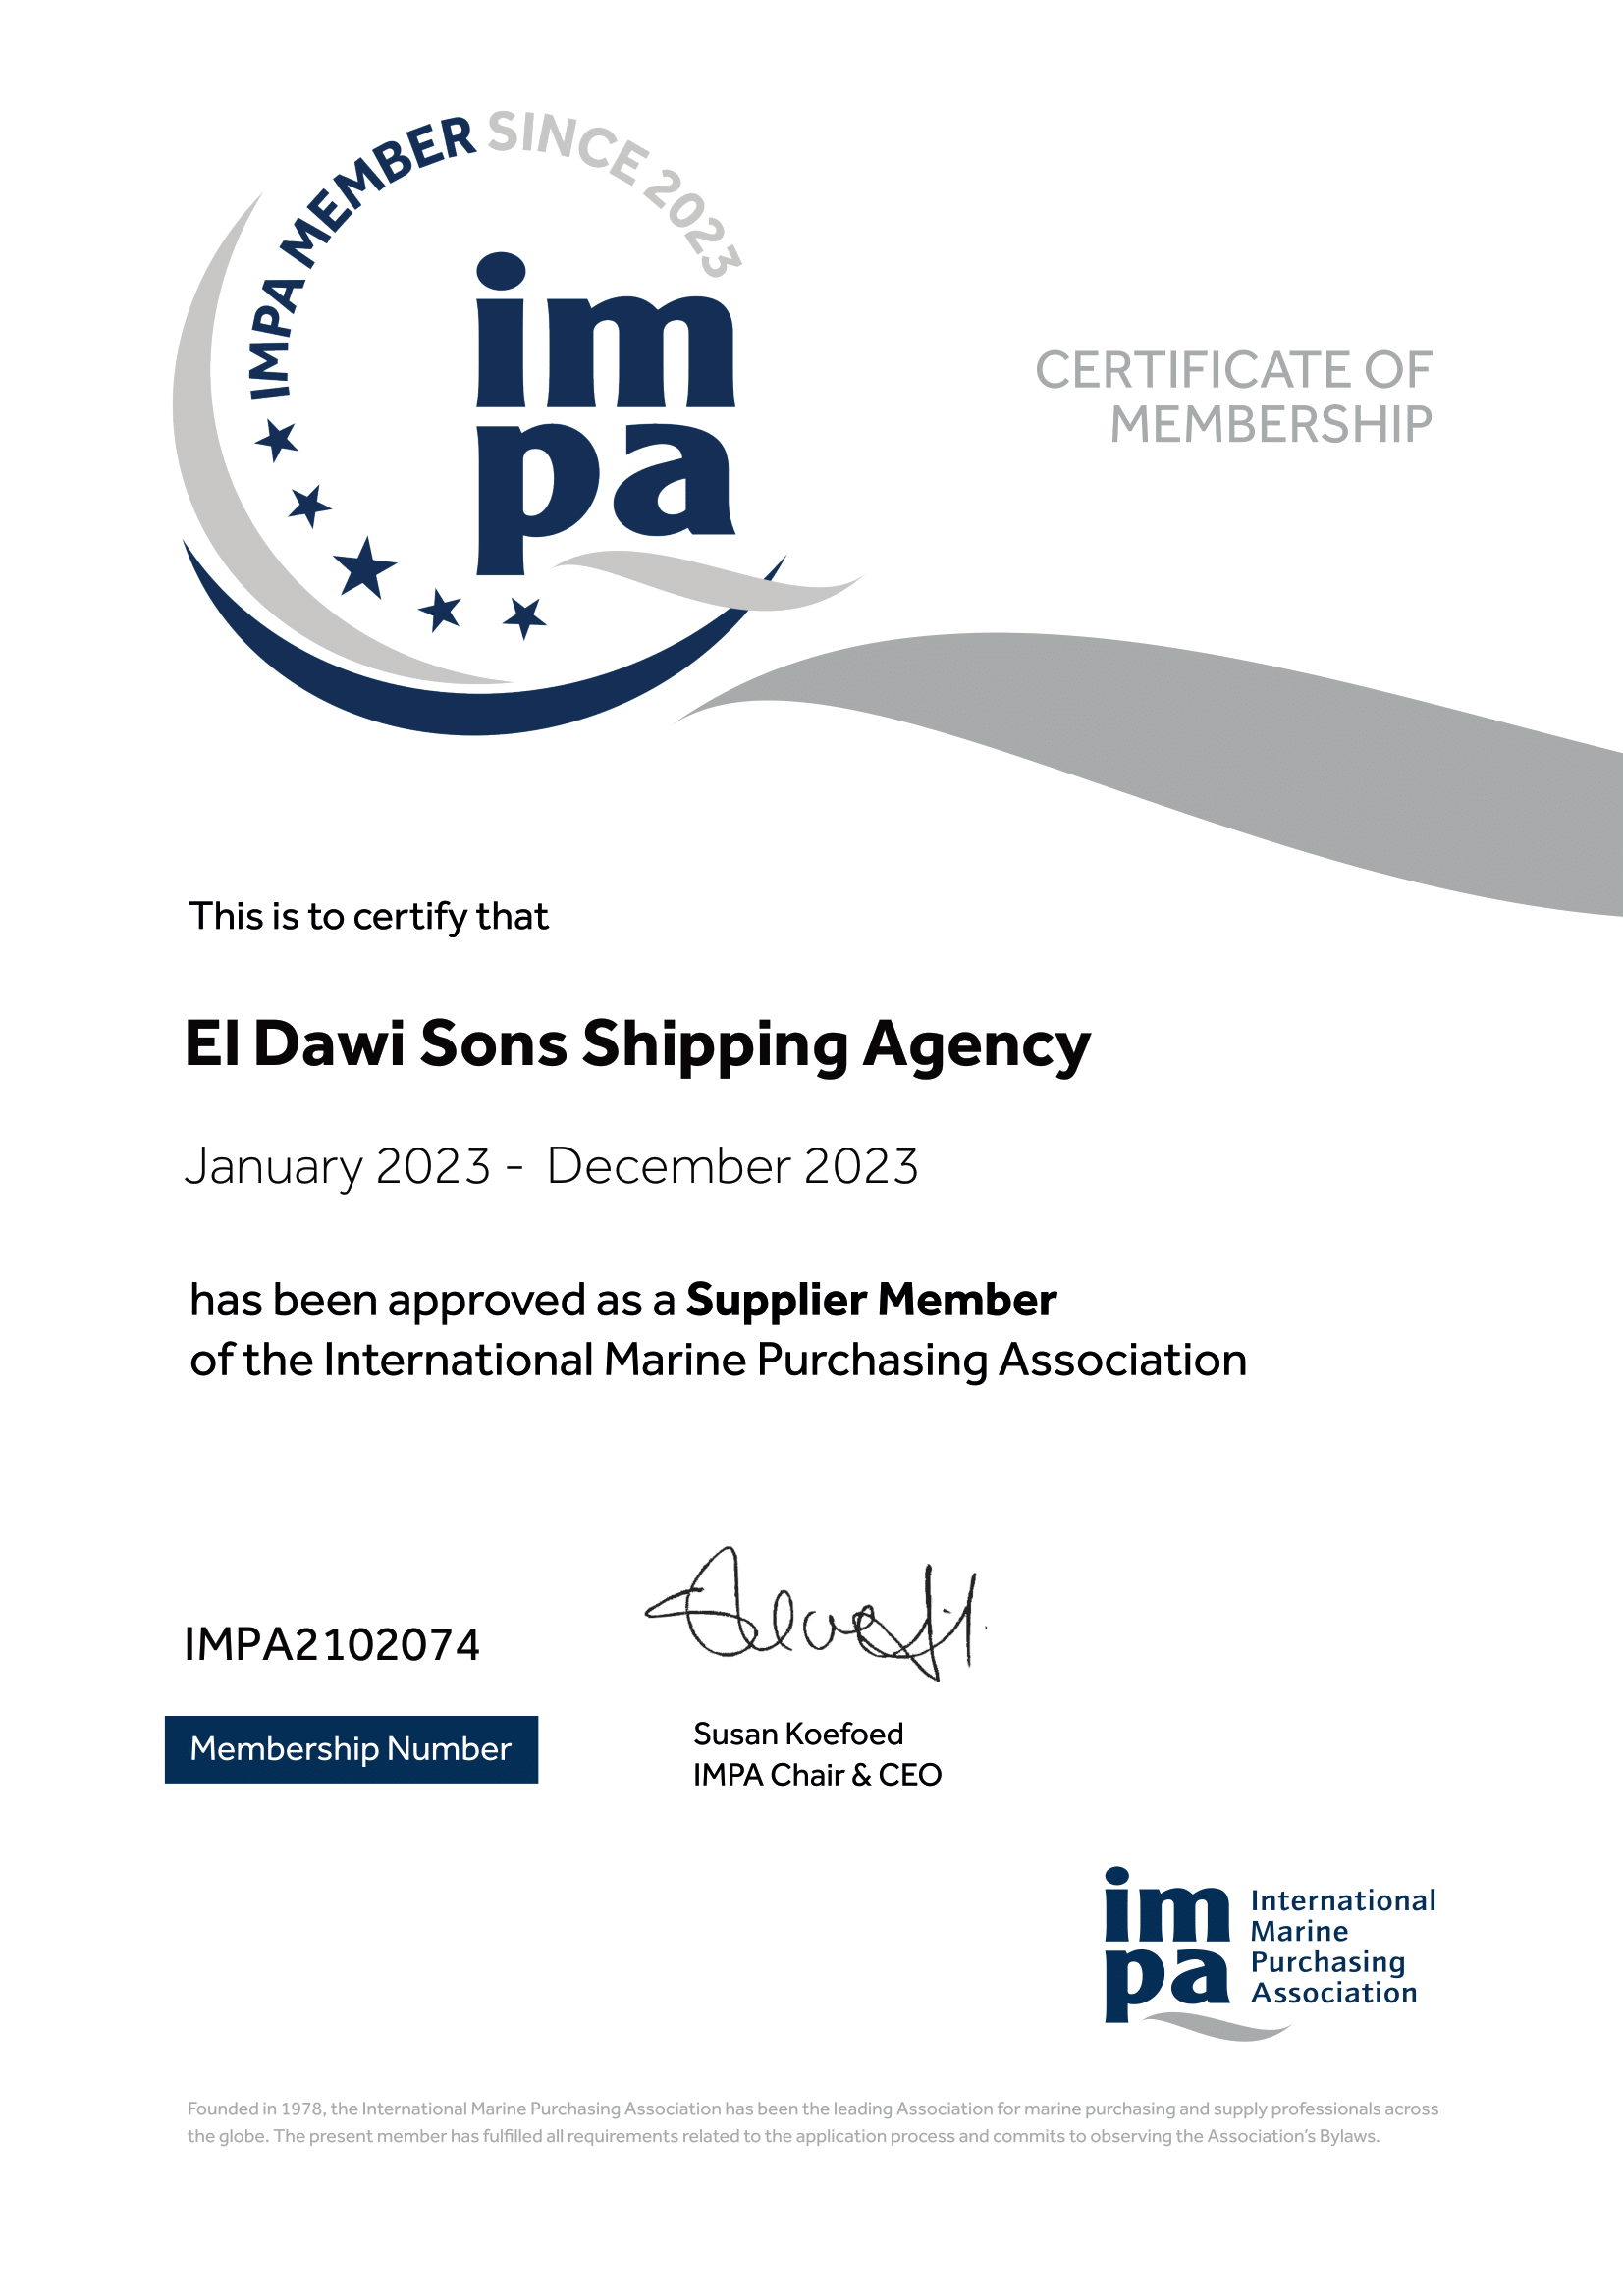 IMPA MEMBER SINCE 2023
im
pa
CERTIFICATE OF
MEMBERSHIP
This is to certify that
El Dawi Sons Shipping Agency
January 2023 - December 2023
has been approved as a Supplier Member
of the International Marine Purchasing Association
IMPA2102074
Membership Number
Susan Koefoed
IMPA Chair & CEO
im
pa
International
Marine
Purchasing
Association
Founded in 1978, the International Marine Purchasing Association has been the leading Association for marine purchasing and supply professionals across
the globe. The present member has fulfilled all requirements related to the application process and commits to observing the Association’s Bylaws.